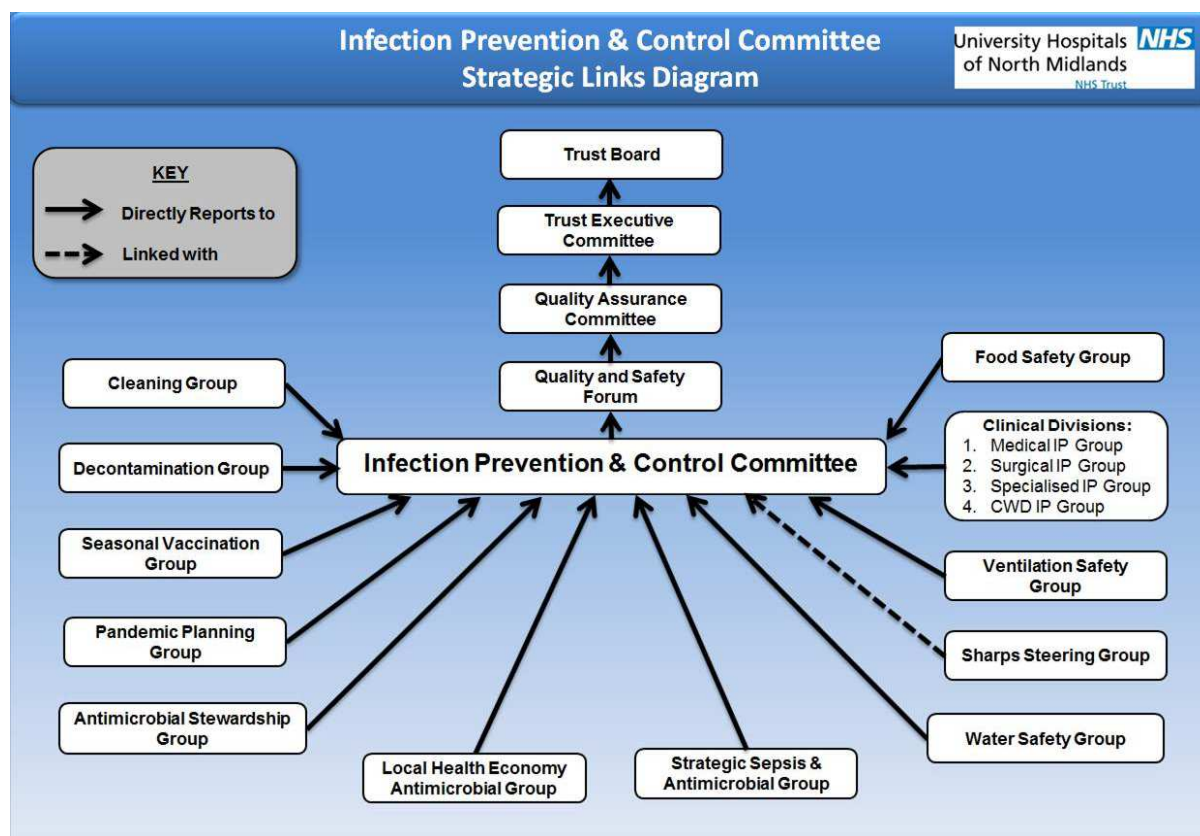 Infection Prevention & Control Committee
Strategic Links Diagram
University Hospitals NHS
of North Midlands
NHS Trust
KEY
Directly Reports to
Linked with
Trust Board
Trust Executive
Committee
Quality Assurance
Committee
Quality and Safety
Forum
Infection Prevention & Control Committee
Cleaning Group
Decontamination Group
Seasonal Vaccination
Group
Pandemic Planning
Group
Antimicrobial Stewardship
Group
Local Health Economy
Antimicrobial Group
Strategic Sepsis &
Antimicrobial Group
Food Safety Group
Clinical Divisions:
1. Medical IP Group
2. Surgical IP Group
3. Specialised IP Group
4. CWD IP Group
Ventilation Safety
Group
Sharps Steering Group
Water Safety Group